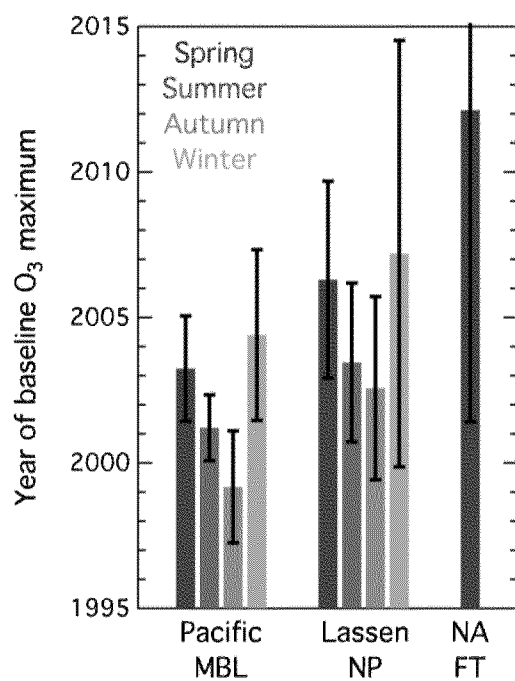 Year of baseline O₃ maximum
2015
2010
2005
2000
1995
Spring
Summer
Autumn
Winter
Pacific
MBL
Lassen
NP
NA
FT